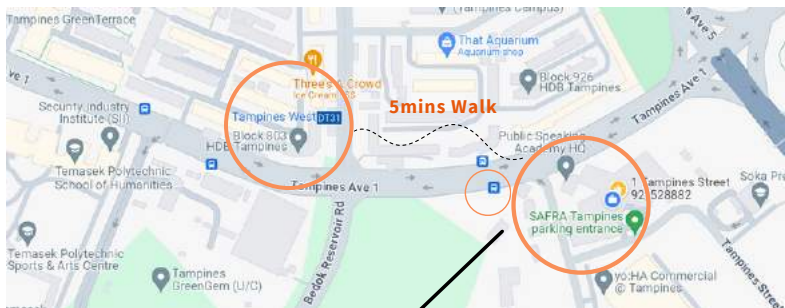 (Tampines Campus)
Tampines GreenTerrace
That Aquarium
Aquarium shop
Three's A Crowd
Ice Cream
Block 926
HDB Tampines
Tampines Ave 5
Tampines Ave 1
ve 1
5mins Walk
Security Industry
Institute (SII)
Tampines West DT31
Block 803
HDB Tampines
Public Speaking
Academy HQ
Temasek Polytechnic
School of Humanities
Tampines Ave 1
1 Tampines Street
92, 528882
Soka
SAFRA Tampines
parking entrance
Bedok Reservoir Rd
Temasek Polytechnic
Sports & Arts Centre
Tampines
GreenGem (U/C)
yo:HA Commercial
@ Tampines
Tampines Street